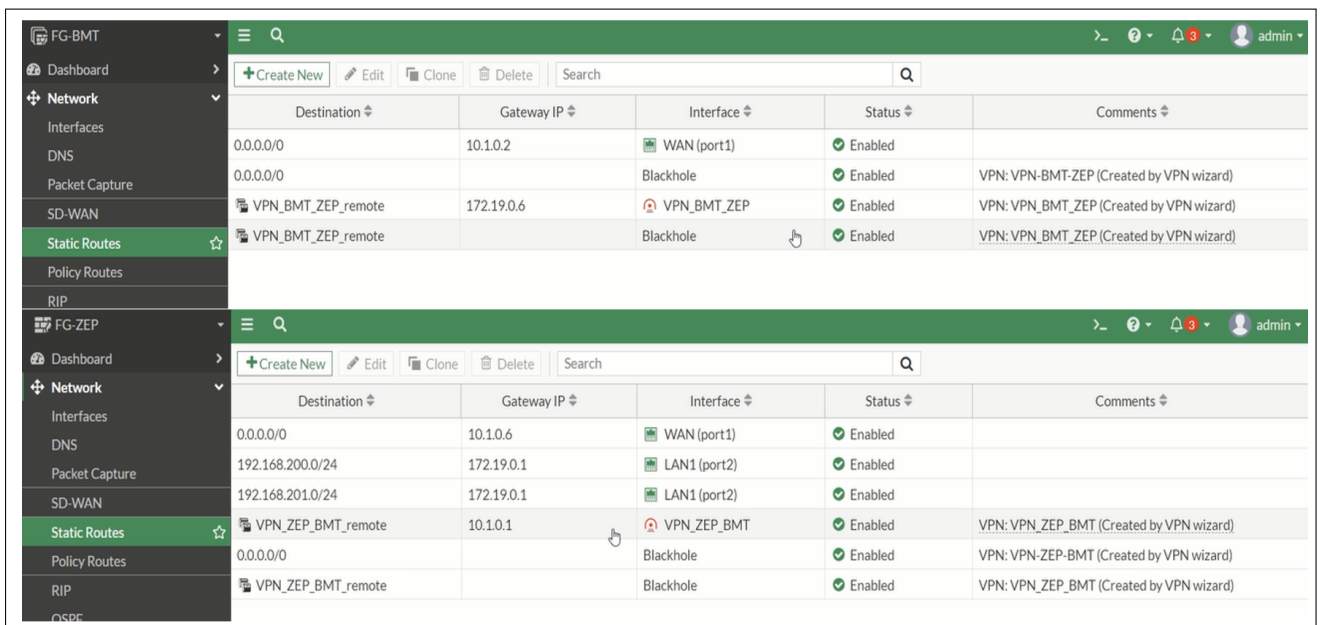 FG-BMT admin 3
Dashboard Create New Edit Clone Delete Search
Network Destination Gateway IP Interface Status Comments
Interfaces
0.0.0.0/0 10.1.0.2 WAN (port1) Enabled
DNS
0.0.0.0/0 Blackhole Enabled VPN: VPN-BMT-ZEP (Created by VPN wizard)
Packet Capture
VPN_BMT_ZEP_remote 172.19.0.6 VPN_BMT_ZEP Enabled VPN: VPN_BMT_ZEP (Created by VPN wizard)
SD-WAN
Static Routes VPN_BMT_ZEP_remote Blackhole Enabled VPN: VPN_BMT_ZEP (Created by VPN wizard)
Policy Routes
RIP
FG-ZEP 3 admin
Dashboard Create New Edit Clone Delete Search
Network Destination Gateway IP Interface Status Comments
Interfaces
0.0.0.0/0 10.1.0.6 WAN (port1) Enabled
DNS
192.168.200.0/24 172.19.0.1 LAN1 (port2) Enabled
Packet Capture
192.168.201.0/24 172.19.0.1 LAN1 (port2) Enabled
SD-WAN
Static Routes VPN_ZEP_BMT_remote 10.1.0.1 VPN_ZEP_BMT Enabled VPN: VPN_ZEP_BMT (Created by VPN wizard)
Policy Routes 0.0.0.0/0 Blackhole Enabled VPN: VPN-ZEP-BMT (Created by VPN wizard)
RIP VPN_ZEP_BMT_remote Blackhole Enabled VPN: VPN_ZEP_BMT (Created by VPN wizard)
OSPF